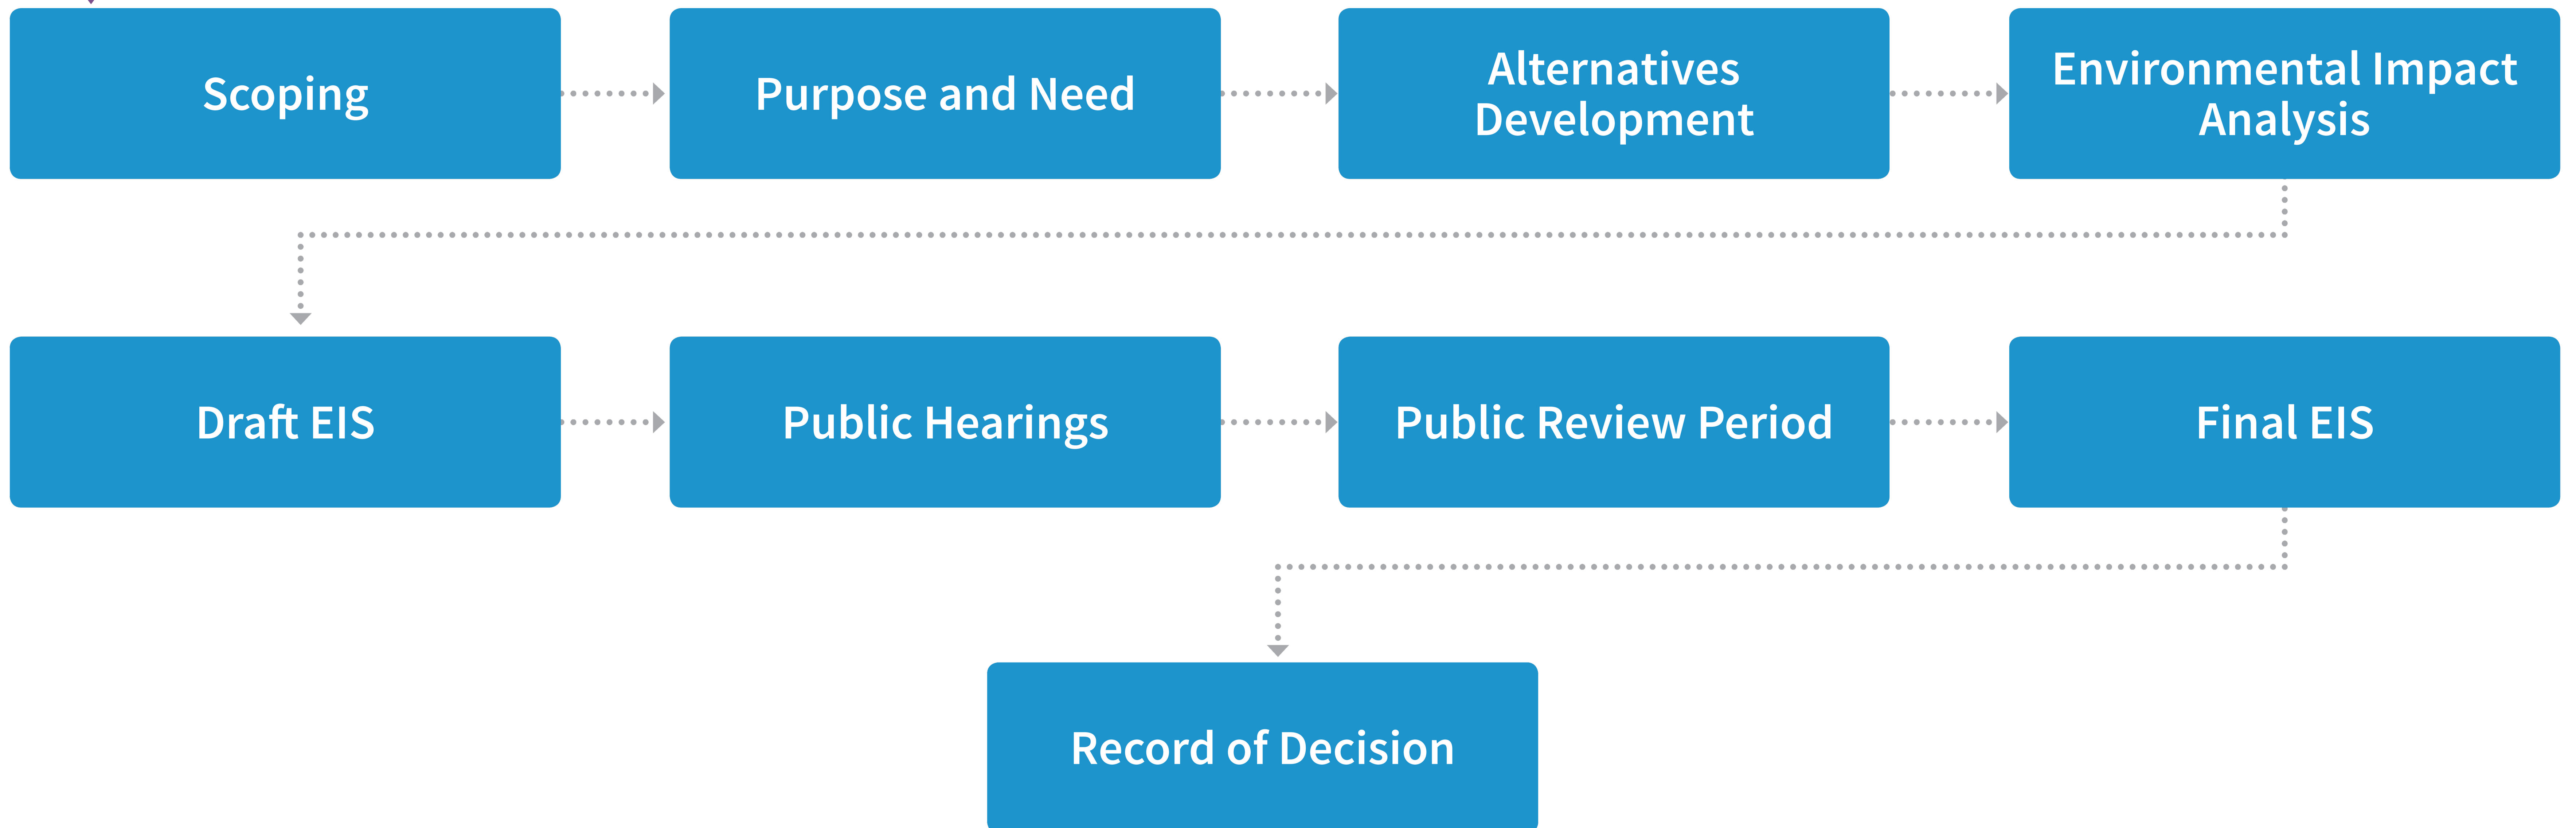 Scoping
Purpose and Need
Alternatives
Development
Environmental Impact
Analysis
Draft EIS
Public Hearings
Public Review Period
Final EIS
Record of Decision